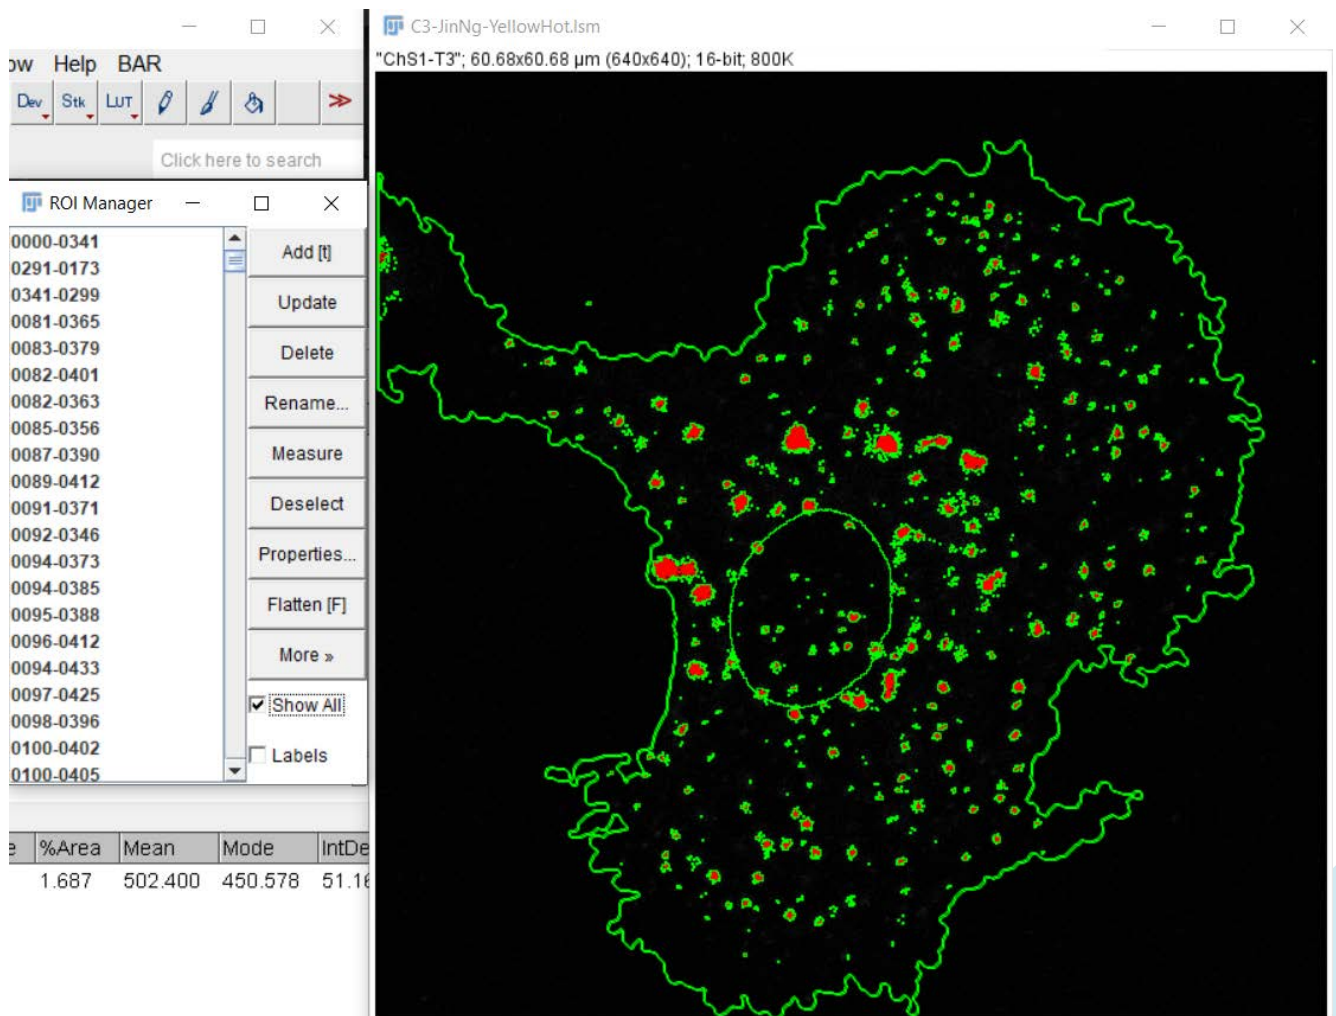 Help BAR
Dev Stk LUT
Click here to search
ROI Manager
0000-0341
0291-0173
0341-0299
0081-0365
0083-0379
0082-0401
0082-0363
0085-0356
0087-0390
0089-0412
0091-0371
0092-0346
0094-0373
0094-0385
0095-0388
0096-0412
0094-0433
0097-0425
0098-0396
0100-0402
0100-0405
Add [t]
Update
Delete
Rename...
Measure
Deselect
Properties...
Flatten [F]
More »
Show All
Labels
%Area Mean Mode IntDe
1.687 502.400 450.578 51.16
C3-JinNg-YellowHot.lsm
"ChS1-T3"; 60.68x60.68 µm (640x640); 16-bit; 800K